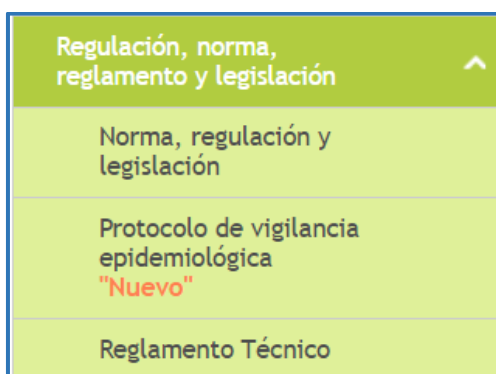 Regulación, norma,
reglamento y legislación
Norma, regulación y
legislación
Protocolo de vigilancia
epidemiológica
"Nuevo"
Reglamento Técnico